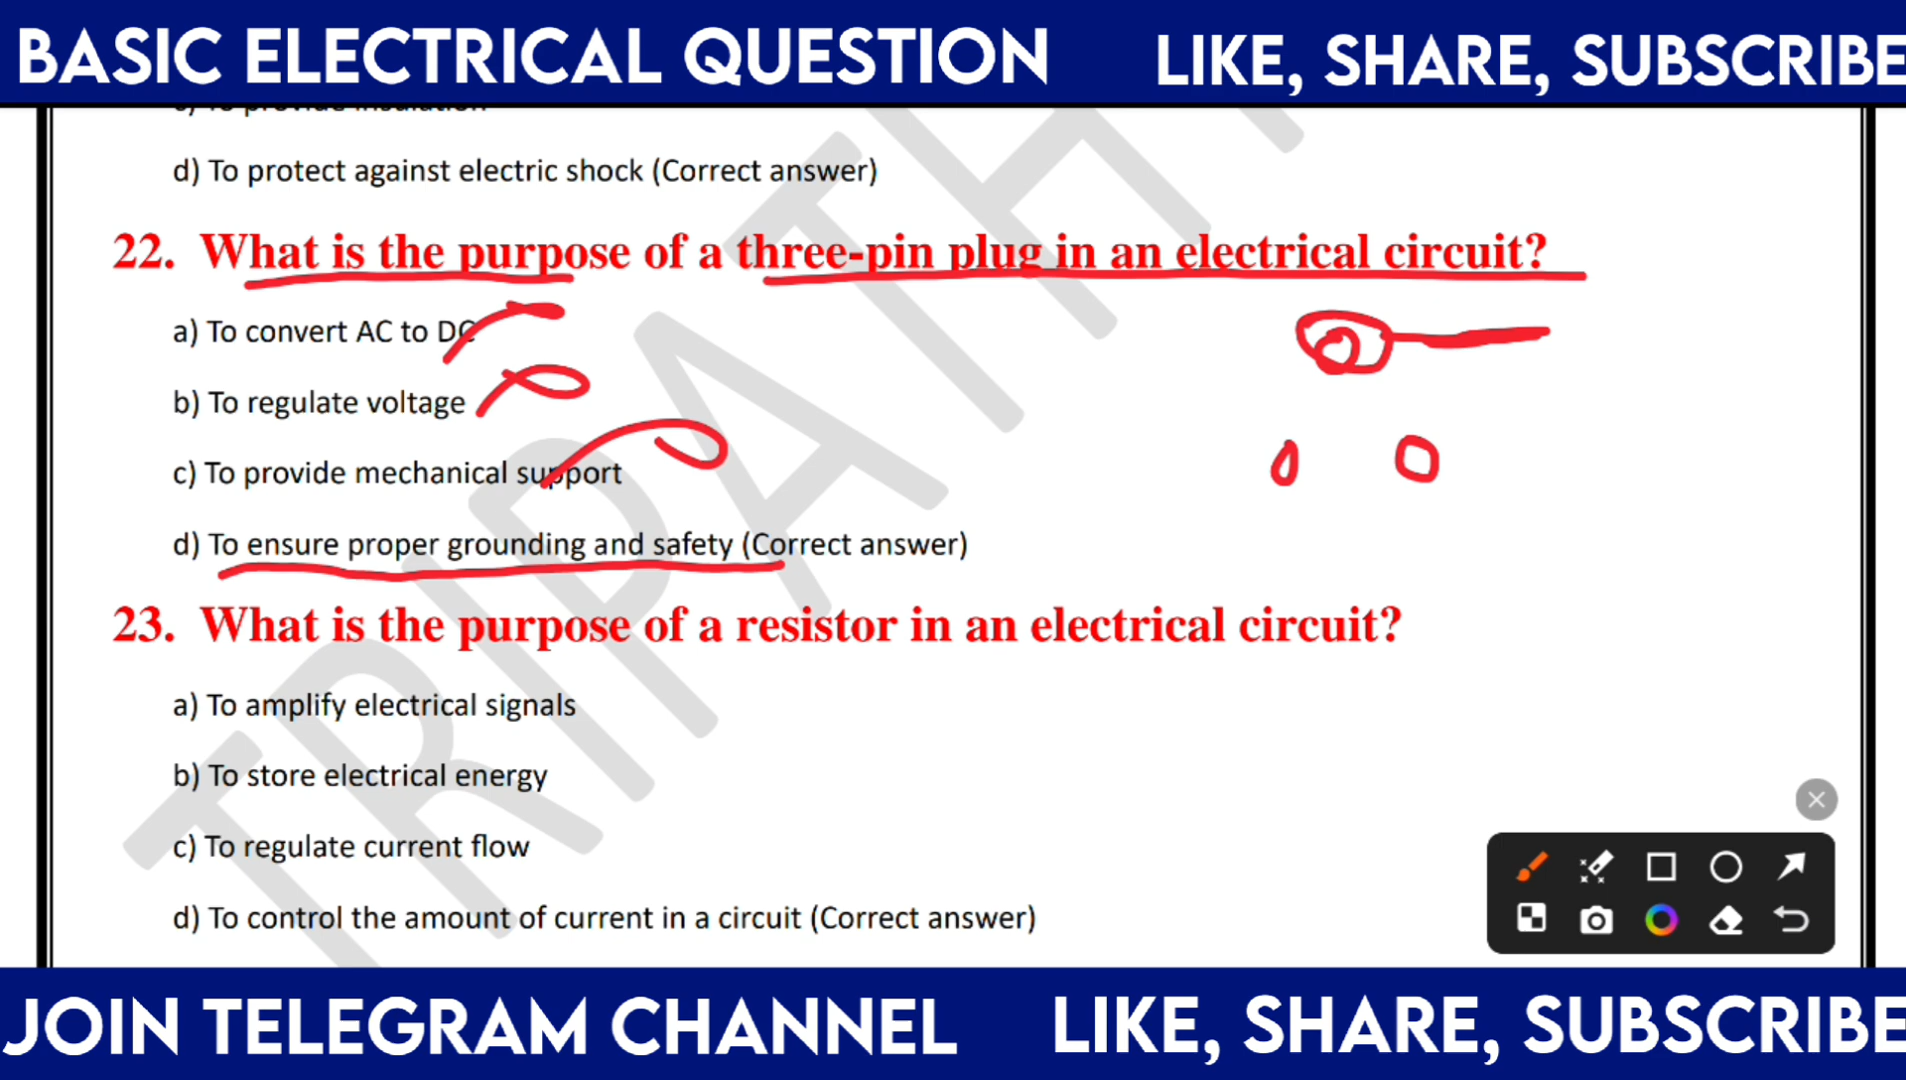 BASIC ELECTRICAL QUESTION LIKE, SHARE, SUBSCRIBE
c) To provide insulation
d) To protect against electric shock (Correct answer)
22. What is the purpose of a three-pin plug in an electrical circuit?
a) To convert AC to DC
b) To regulate voltage
c) To provide mechanical support
d) To ensure proper grounding and safety (Correct answer)
23. What is the purpose of a resistor in an electrical circuit?
a) To amplify electrical signals
b) To store electrical energy
c) To regulate current flow
d) To control the amount of current in a circuit (Correct answer)
TRIPATH
JOIN TELEGRAM CHANNEL LIKE, SHARE, SUBSCRIBE